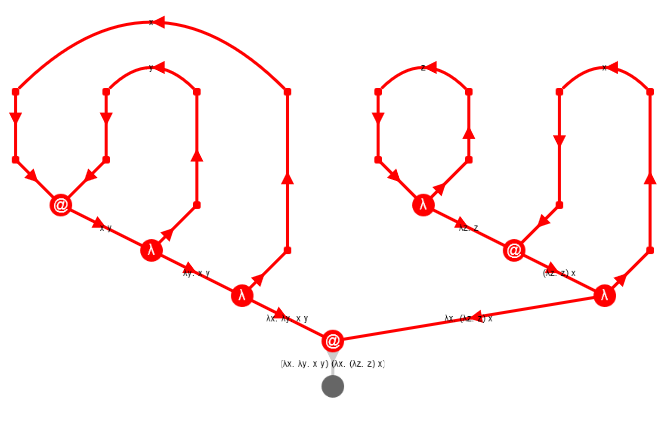 x
y
z
x
@
λ
x y
λz. z
@
λ
λy. x y
(λz. z) x
λ
λ
λx. λy. x y
λx. (λz. z) x
@
(λx. λy. x y) (λx. (λz. z) x)